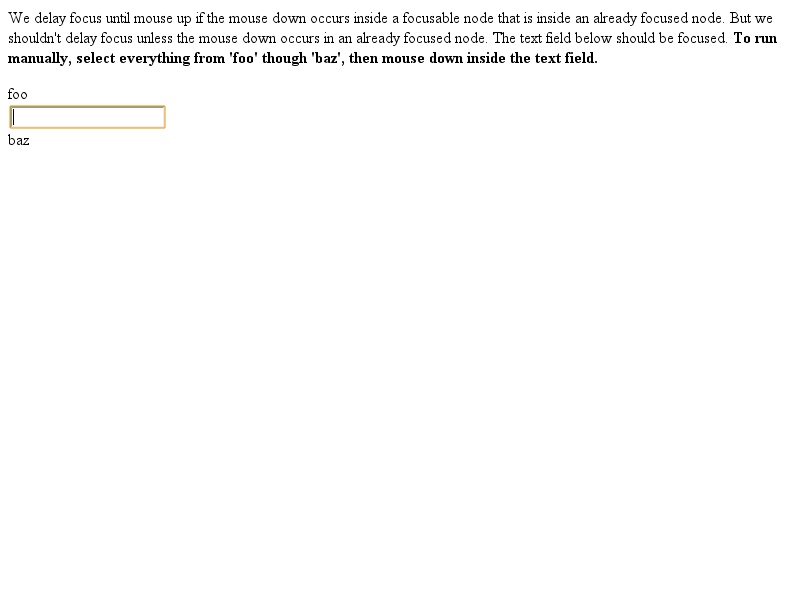 We delay focus until mouse up if the mouse down occurs inside a focusable node that is inside an already focused node. But we
shouldn't delay focus unless the mouse down occurs in an already focused node. The text field below should be focused. To run
manually, select everything from 'foo' though 'baz', then mouse down inside the text field.
foo
baz